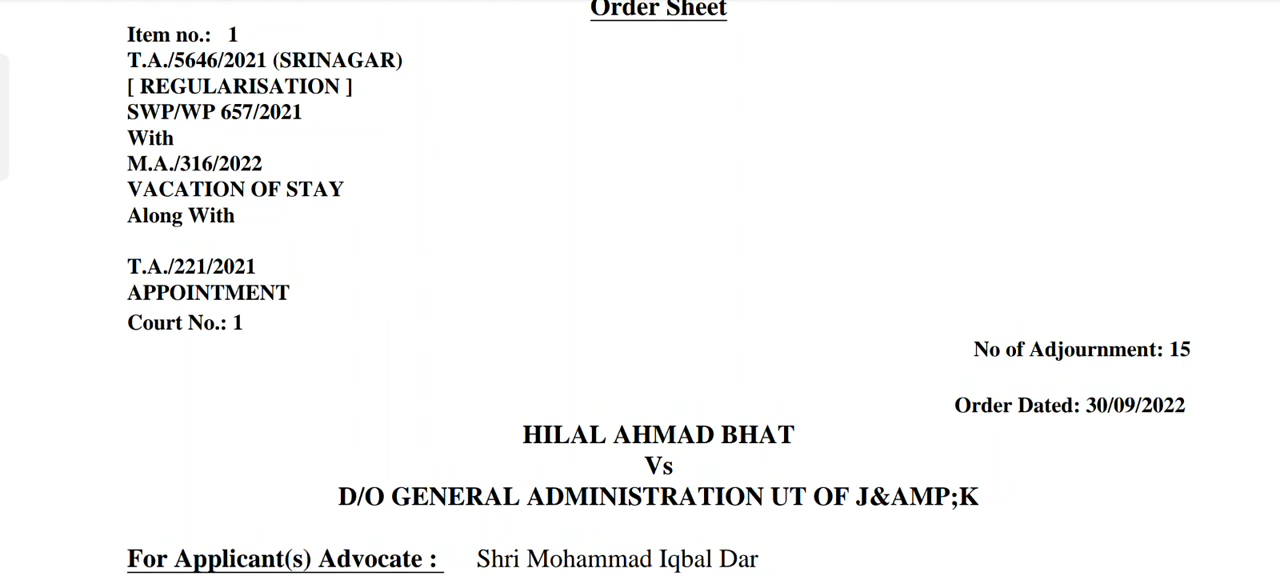 Order Sheet
Item no.: 1
T.A./5646/2021 (SRINAGAR)
[ REGULARISATION ]
SWP/WP 657/2021
With
M.A./316/2022
VACATION OF STAY
Along With
T.A./221/2021
APPOINTMENT
Court No.: 1
No of Adjournment: 15
Order Dated: 30/09/2022
HILAL AHMAD BHAT
Vs
D/O GENERAL ADMINISTRATION UT OF J&AMP;K
For Applicant(s) Advocate : Shri Mohammad Iqbal Dar